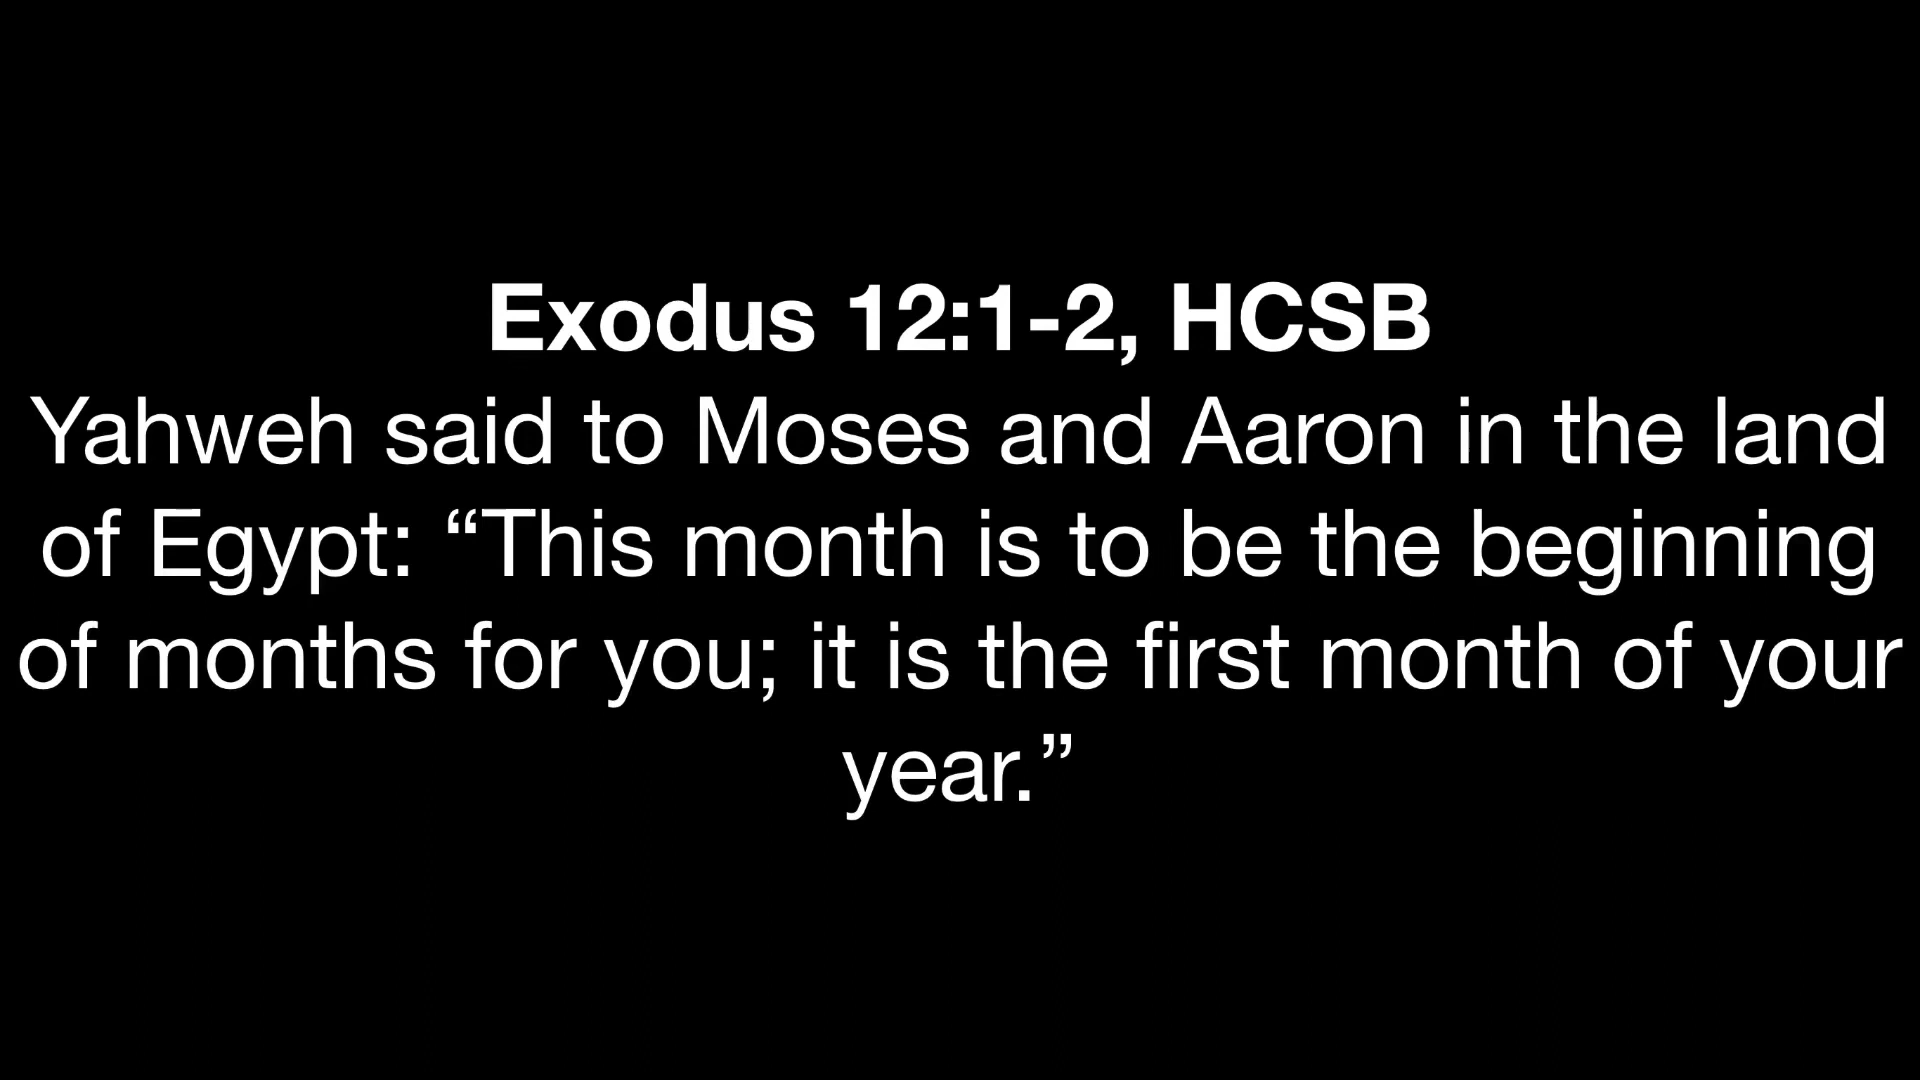 Exodus 12:1-2, HCSB
Yahweh said to Moses and Aaron in the land
of Egypt: “This month is to be the beginning
of months for you; it is the first month of your
year.”